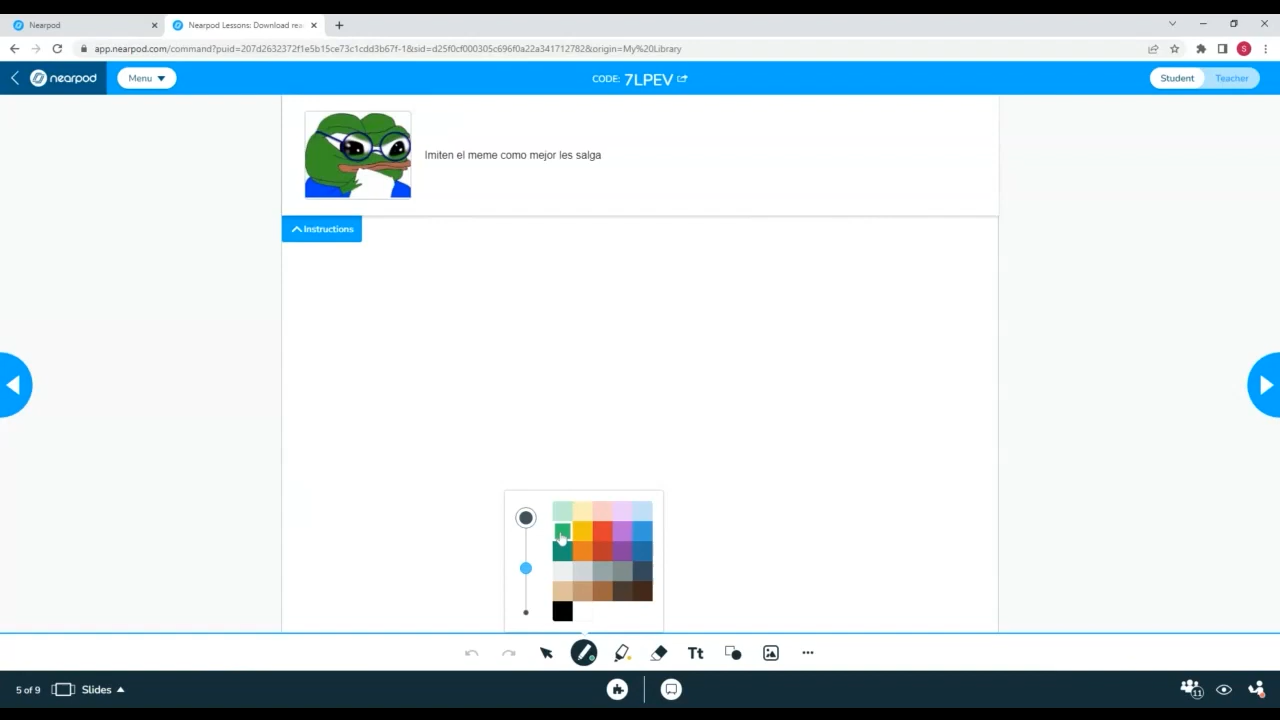 Nearpod
Nearpod Lessons: Download rea
app.nearpod.com/command?puid=207d2632372f1e5b15ce73c1cdd3b67f-1&sid=d25f0cf000305c696f0a22a341712782&origin=My%20Library
S
nearpod
Menu
CODE: 7LPEV
Student
Teacher
Imiten el meme como mejor les salga
Instructions
Tt
5 of 9
Slides
11